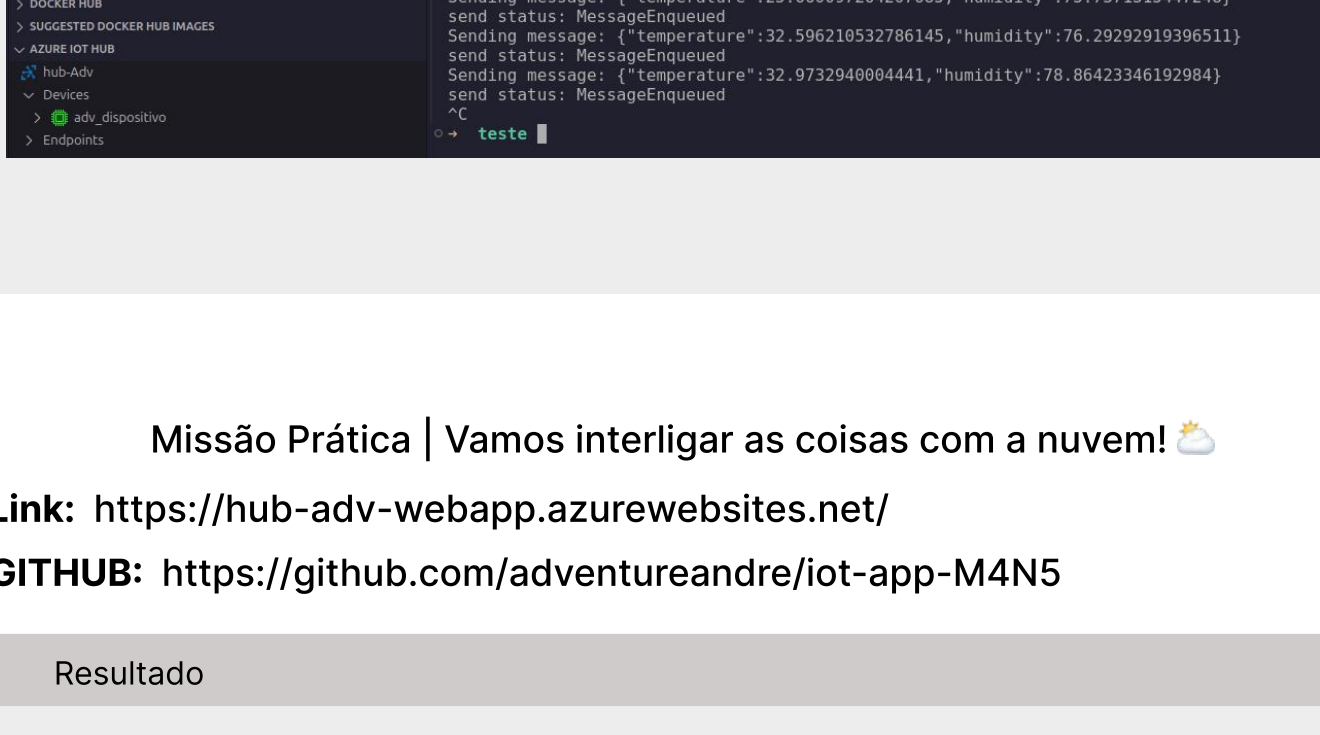 DOCKER HUB
SUGGESTED DOCKER HUB IMAGES
AZURE IOT HUB
hub-Adv
Devices
adv_dispositivo
Endpoints
send status: MessageEnqueued
Sending message: {"temperature":32.596210532786145,"humidity":76.29292919396511}
send status: MessageEnqueued
Sending message: {"temperature":32.9732940004441,"humidity":78.86423346192984}
send status: MessageEnqueued
^C
→ teste
Missão Prática | Vamos interligar as coisas com a nuvem! 🌥️
Link: https://hub-adv-webapp.azurewebsites.net/
GITHUB: https://github.com/adventureandre/iot-app-M4N5
Resultado